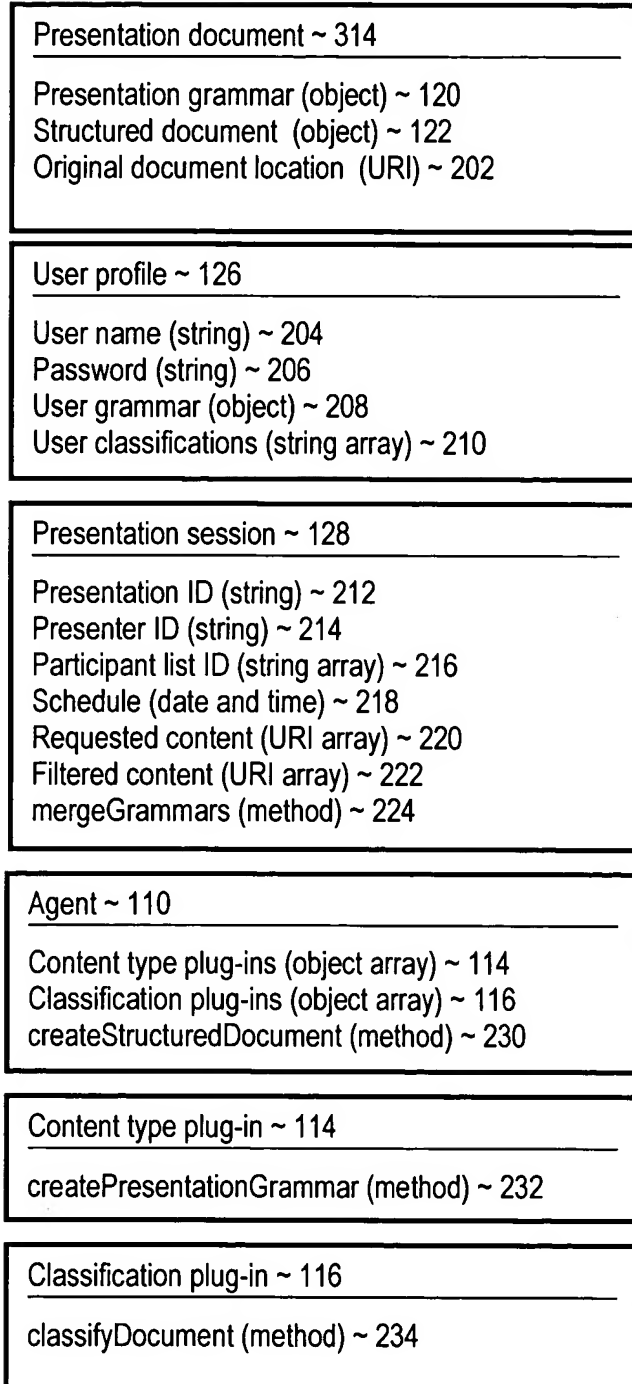 Presentation document ~ 314
Presentation grammar (object) ~ 120
Structured document (object) ~ 122
Original document location (URI) ~ 202
User profile ~ 126
User name (string) ~ 204
Password (string) ~ 206
User grammar (object) ~ 208
User classifications (string array) ~ 210
Presentation session ~ 128
Presentation ID (string) ~ 212
Presenter ID (string) ~ 214
Participant list ID (string array) ~ 216
Schedule (date and time) ~ 218
Requested content (URI array) ~ 220
Filtered content (URI array) ~ 222
mergeGrammars (method) ~ 224
Agent ~ 110
Content type plug-ins (object array) ~ 114
Classification plug-ins (object array) ~ 116
createStructuredDocument (method) ~ 230
Content type plug-in ~ 114
createPresentationGrammar (method) ~ 232
Classification plug-in ~ 116
classifyDocument (method) ~ 234